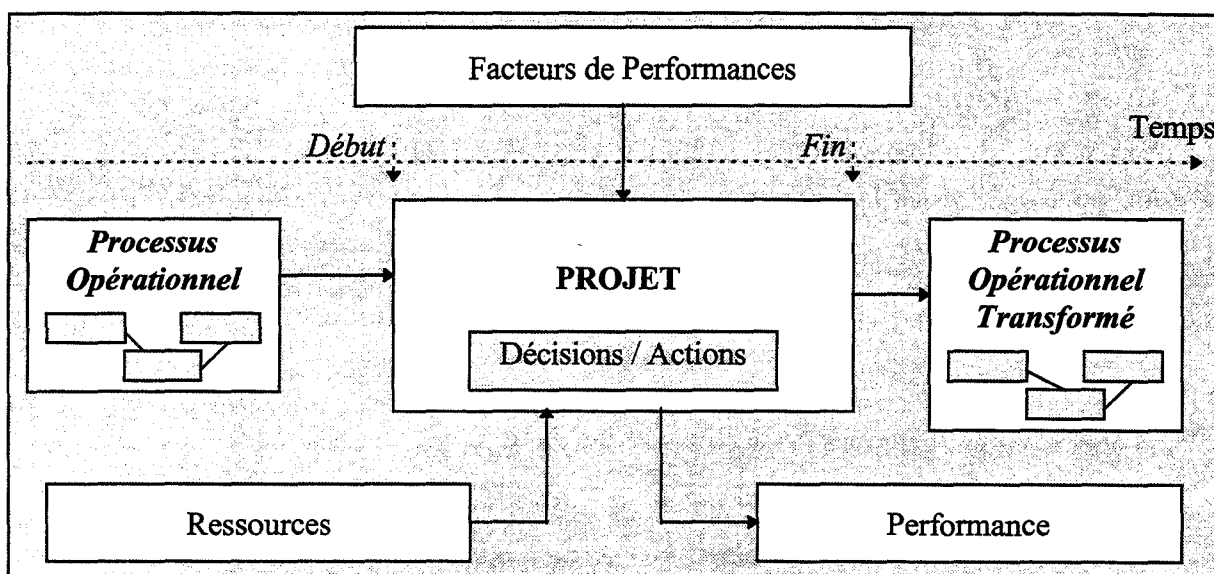 Facteurs de Performances
Temps
Début
Fin
Processus
Opérationnel
PROJET
Décisions / Actions
Processus
Opérationnel
Transformé
Ressources
Performance